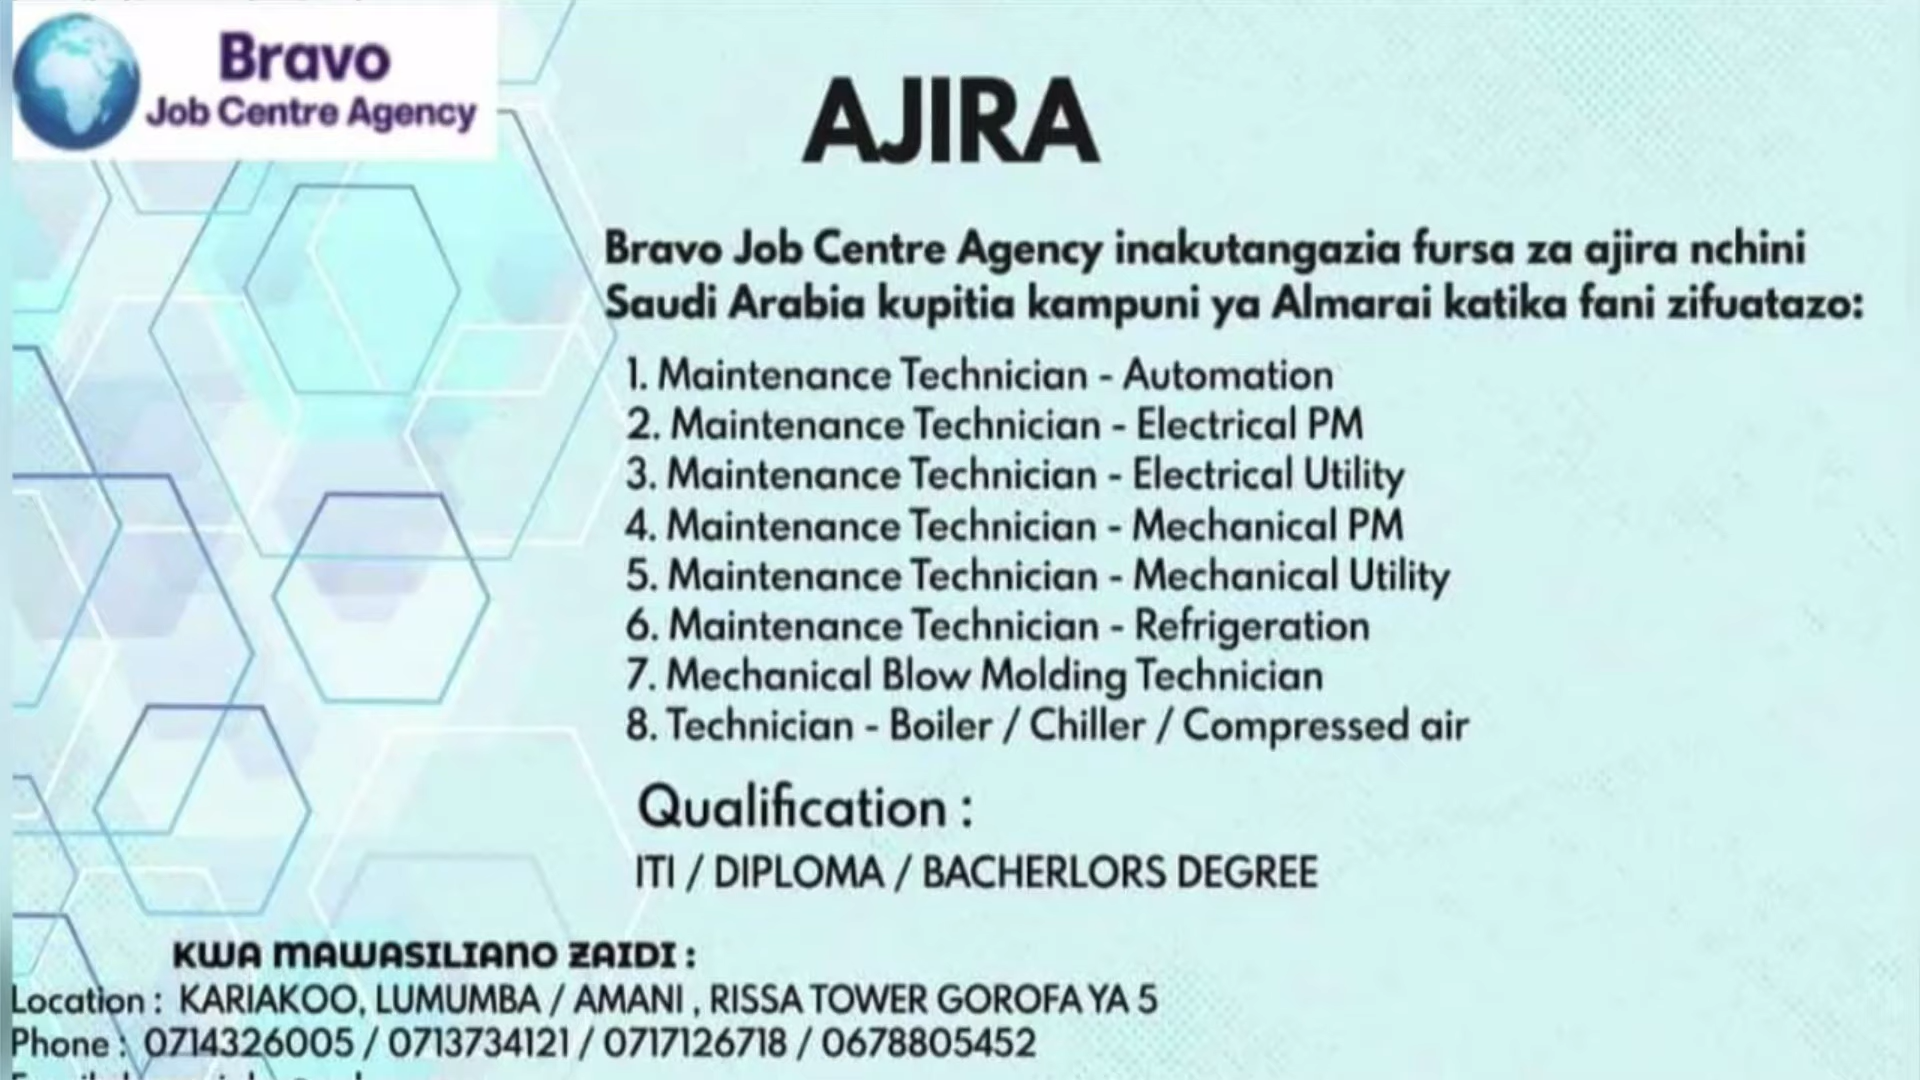 Bravo
Job Centre Agency
AJIRA
Bravo Job Centre Agency inakutangazia fursa za ajira nchini
Saudi Arabia kupitia kampuni ya Almarai katika fani zifuatazo:
1. Maintenance Technician - Automation
2. Maintenance Technician - Electrical PM
3. Maintenance Technician - Electrical Utility
4. Maintenance Technician - Mechanical PM
5. Maintenance Technician - Mechanical Utility
6. Maintenance Technician - Refrigeration
7. Mechanical Blow Molding Technician
8. Technician - Boiler / Chiller / Compressed air
Qualification :
ITI / DIPLOMA / BACHERLORS DEGREE
KWA MAWASILIANO ZAIDI :
Location : KARIAKOO, LUMUMBA / AMANI , RISSA TOWER GOROFA YA 5
Phone : 0714326005 / 0713734121 / 0717126718 / 0678805452